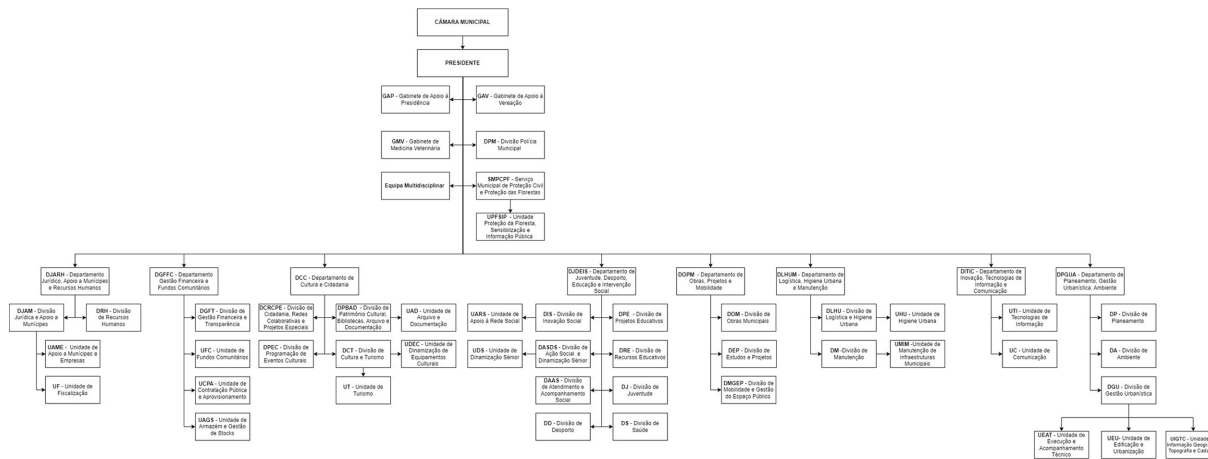 CÂMARA MUNICIPAL
PRESIDENTE
GAP - Gabinete de Apoio à
Presidência
GAV - Gabinete de Apoio à
Vereação
GMV - Gabinete de
Medicina Veterinária
DPM - Divisão Polícia
Municipal
Equipa Multidisciplinar
SMPCPF - Serviço
Municipal de Proteção Civil
e Proteção das Florestas
UPFSIP - Unidade
Proteção da Floresta,
Sensibilização e
Informação Pública
DJARH - Departamento
Jurídico, Apoio a Munícipes
e Recursos Humanos
DGFFC - Departamento
Gestão Financeira e
Fundos Comunitários
DCC - Departamento de
Cultura e Cidadania
DJDEIS - Departamento de
Juventude, Desporto,
Educação e Intervenção
Social
DOPM - Departamento de
Obras, Projetos e
Mobilidade
DLHUM - Departamento de
Logística, Higiene Urbana
e Manutenção
DITIC - Departamento de
Inovação, Tecnologias de
Informação e
Comunicação
DPGUA - Departamento de
Planeamento, Gestão
Urbanística, Ambiente
DJAM - Divisão
Jurídica e Apoio a
Munícipes
DRH - Divisão
de Recursos
Humanos
UAME - Unidade de
Apoio a Munícipes e
Empresas
UF - Unidade de
Fiscalização
DGFT - Divisão de
Gestão Financeira e
Transparência
UFC - Unidade de
Fundos Comunitários
UCPA - Unidade de
Contratação Pública
e Aprovisionamento
UAGS - Unidade de
Armazém e Gestão
de Stocks
DCRCPE - Divisão de
Cidadania, Redes
Colaborativas e
Projetos Especiais
DPBAD - Divisão de
Património Cultural,
Bibliotecas, Arquivo e
Documentação
UAD - Unidade de
Arquivo e
Documentação
DPEC - Divisão de
Programação de
Eventos Culturais
DCT - Divisão de
Cultura e Turismo
UDEC - Unidade de
Dinamização de
Equipamentos
Culturais
UT - Unidade de
Turismo
UARS - Unidade de
Apoio à Rede Social
DIS - Divisão de
Inovação Social
DPE - Divisão de
Projetos Educativos
UDS - Unidade de
Dinamização Sénior
DASDS - Divisão de
Ação Social e
Dinamização Sénior
DRE - Divisão de
Recursos Educativos
DAAS - Divisão
de Atendimento e
Acompanhamento
Social
DJ - Divisão de
Juventude
DD - Divisão de
Desporto
DS - Divisão de
Saúde
DOM - Divisão de
Obras Municipais
DEP - Divisão de
Estudos e Projetos
DMGEP - Divisão de
Mobilidade e Gestão
do Espaço Público
DLHU - Divisão de
Logística e Higiene
Urbana
UHU - Unidade de
Higiene Urbana
DM -Divisão de
Manutenção
UMIM - Unidade de
Manutenção de
Infraestruturas
Municipais
UTI - Unidade de
Tecnologias de
Informação
UC - Unidade de
Comunicação
DP - Divisão de
Planeamento
DA - Divisão de
Ambiente
DGU - Divisão de
Gestão Urbanística
UEAT - Unidade de
Execução e
Acompanhamento
Técnico
UEU- Unidade de
Edificação e
Urbanização
UIGTC - Unidade
Informação Geogr
Topografia e Cada